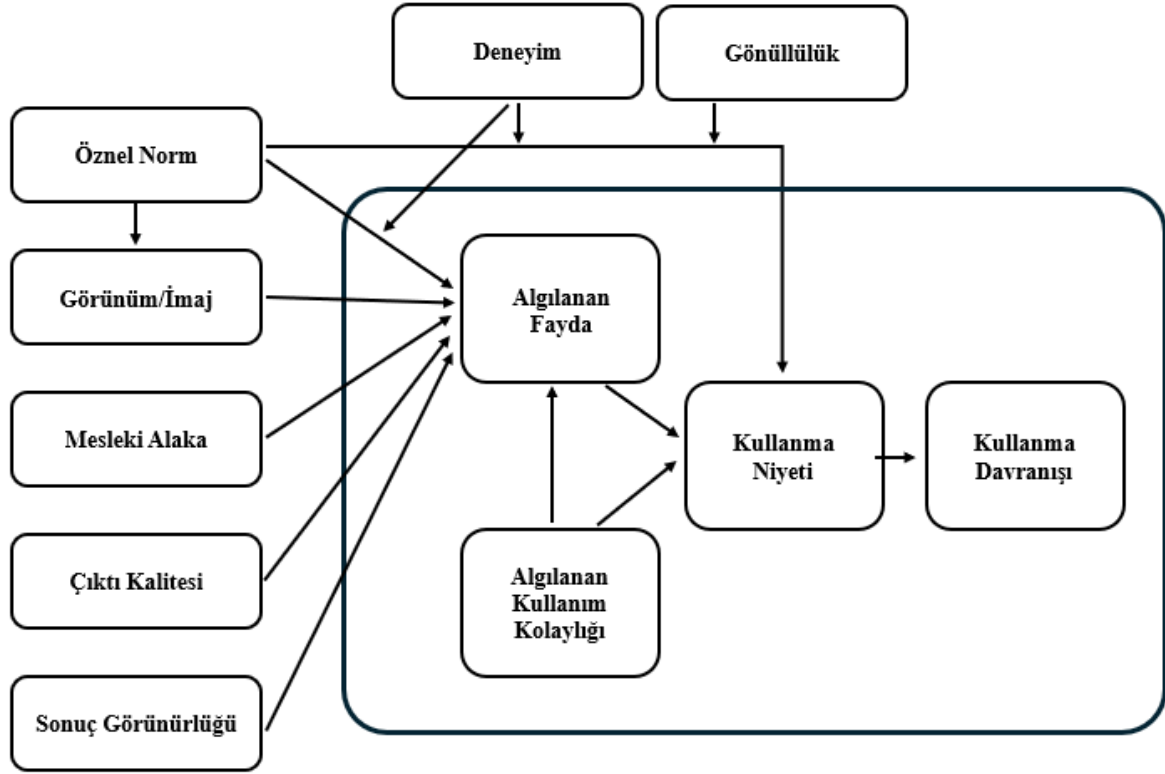 Deneyim
Gönüllülük
Öznel Norm
Görünüm/İmaj
Mesleki Alaka
Çıktı Kalitesi
Sonuç Görünürlüğü
Algılanan
Fayda
Algılanan
Kullanım
Kolaylığı
Kullanma
Niyeti
Kullanma
Davranışı